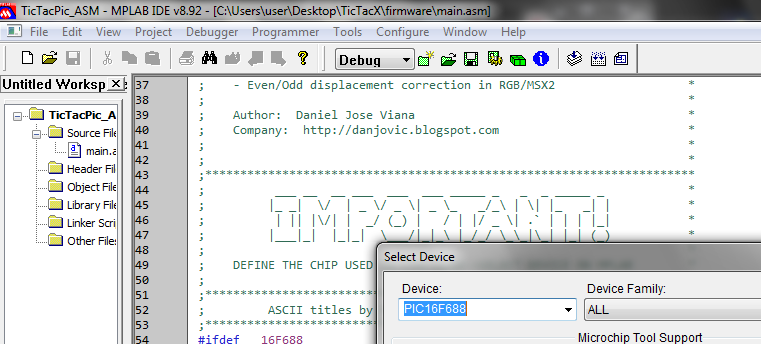 TicTacPic_ASM - MPLAB IDE v8.92 - [C:\Users\user\Desktop\TicTacX\firmware\main.asm]
File Edit View Project Debugger Programmer Tools Configure Window Help
Debug
Untitled Worksp
TicTacPic_A
Source File
main.a
Header Fil
Object File
Library File
Linker Scri
Other Files
37 ; - Even/Odd displacement correction in RGB/MSX2 *
38 ; *
39 ; Author: Daniel Jose Viana *
40 ; Company: http://danjovic.blogspot.com *
41 ; *
42 ; *
43 ;**********************************************************************
44 ; *
45 ; IMPORTANT! *
46 ; *
47 ; *
48 ;
49 ; DEFINE THE CHIP USED
50 ;
51 ;*******************************
52 ; ASCII titles by
53 ;*******************************
54 #ifdef 16F688
Select Device
Device:
Device Family:
PIC16F688
ALL
Microchip Tool Support